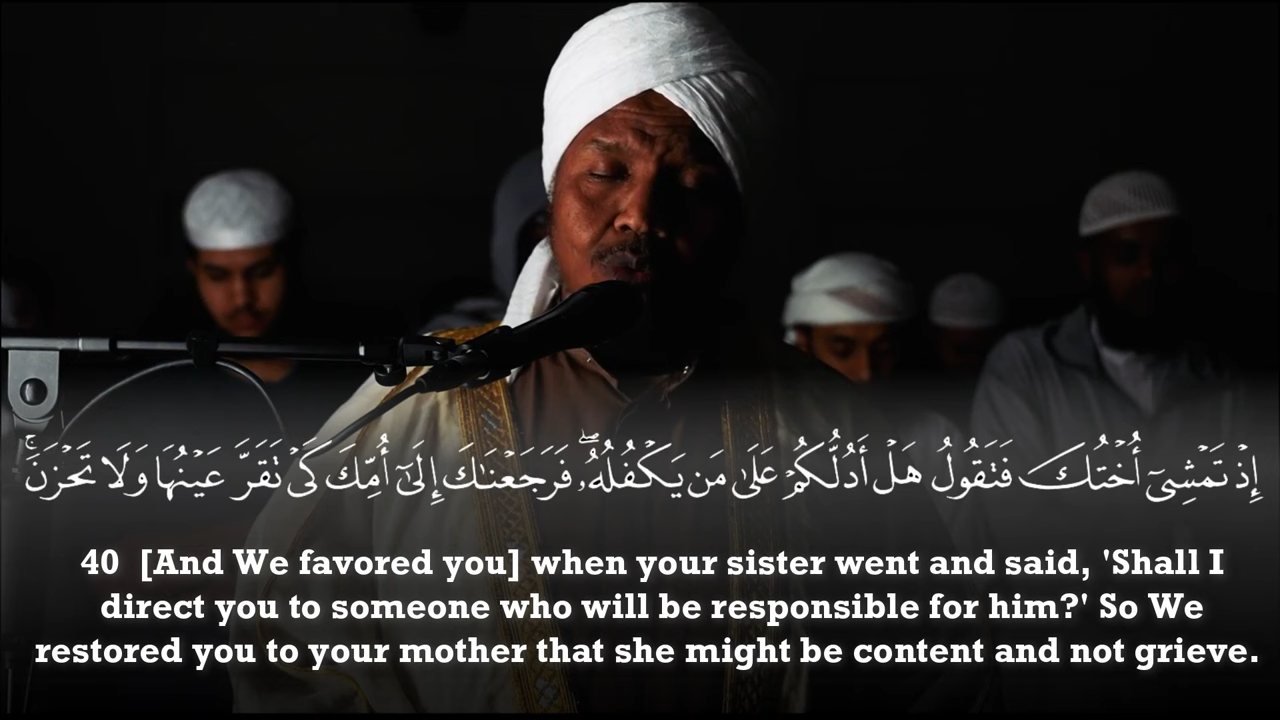 إِذْ تَمْشِىٓ أُخْتُكَ فَتَقُولُ هَلْ أَدُلُّكُمْ عَلَىٰ مَن يَكْفُلُهُۥ ۖ فَرَجَعْنَٰكَ إِلَىٰٓ أُمِّكَ كَىْ تَقَرَّ عَيْنُهَا وَلَا تَحْزَنَ ۚ
40 [And We favored you] when your sister went and said, 'Shall I
direct you to someone who will be responsible for him?' So We
restored you to your mother that she might be content and not grieve.